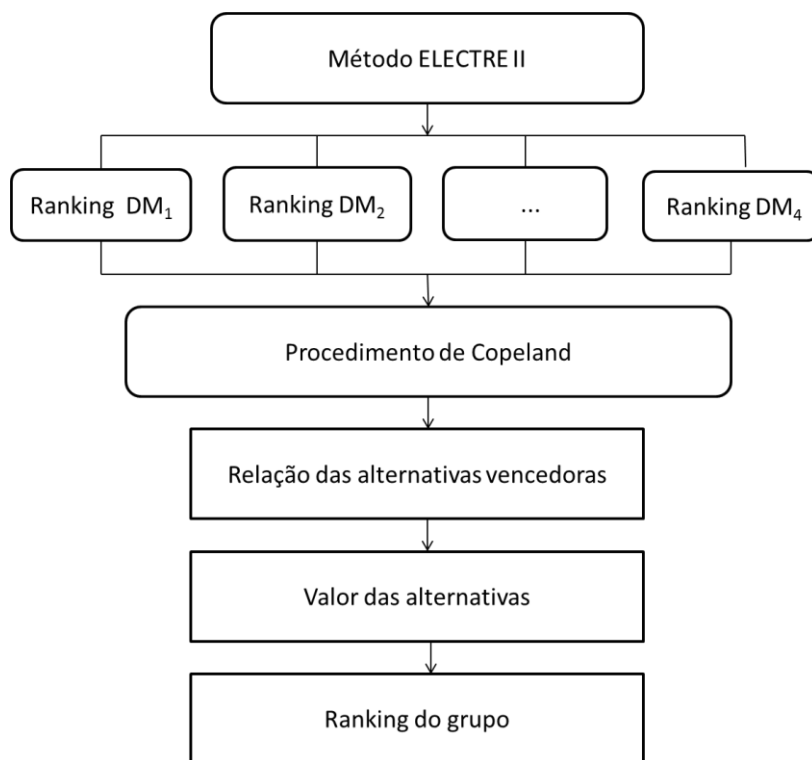 Método ELECTRE II
Ranking DM₁
Ranking DM₂
...
Ranking DM₄
Procedimento de Copeland
Relação das alternativas vencedoras
Valor das alternativas
Ranking do grupo